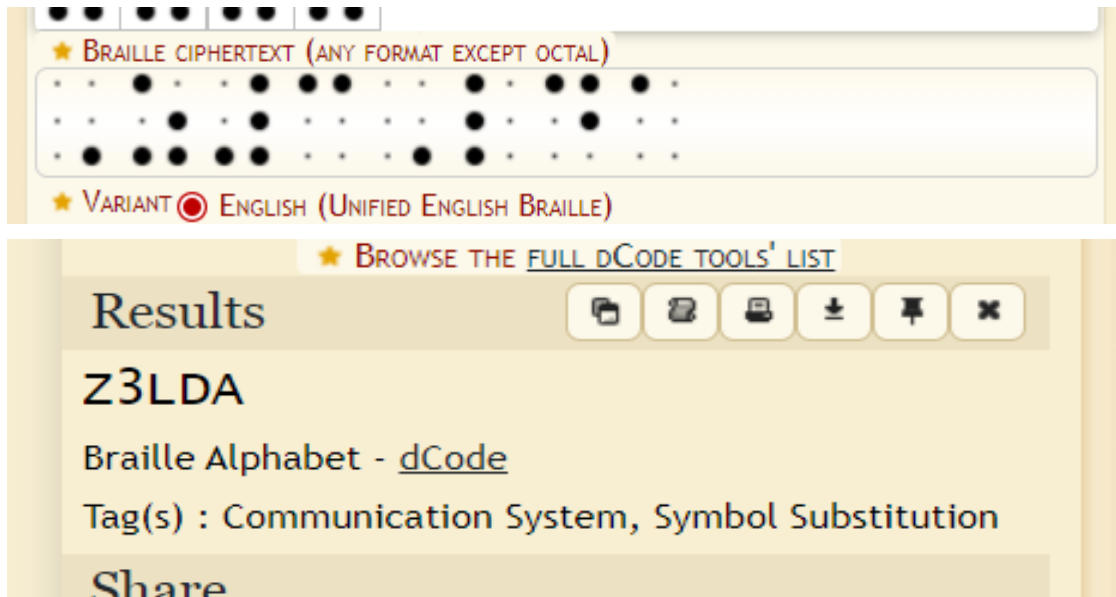 BRAILLE CIPHERTEXT (ANY FORMAT EXCEPT OCTAL)
⠠⠵⠼⠉⠠⠇⠙⠁
VARIANT ENGLISH (UNIFIED ENGLISH BRAILLE)
BROWSE THE FULL DCODE TOOLS' LIST
Results
Z3LDA
Braille Alphabet - dCode
Tag(s) : Communication System, Symbol Substitution
Share